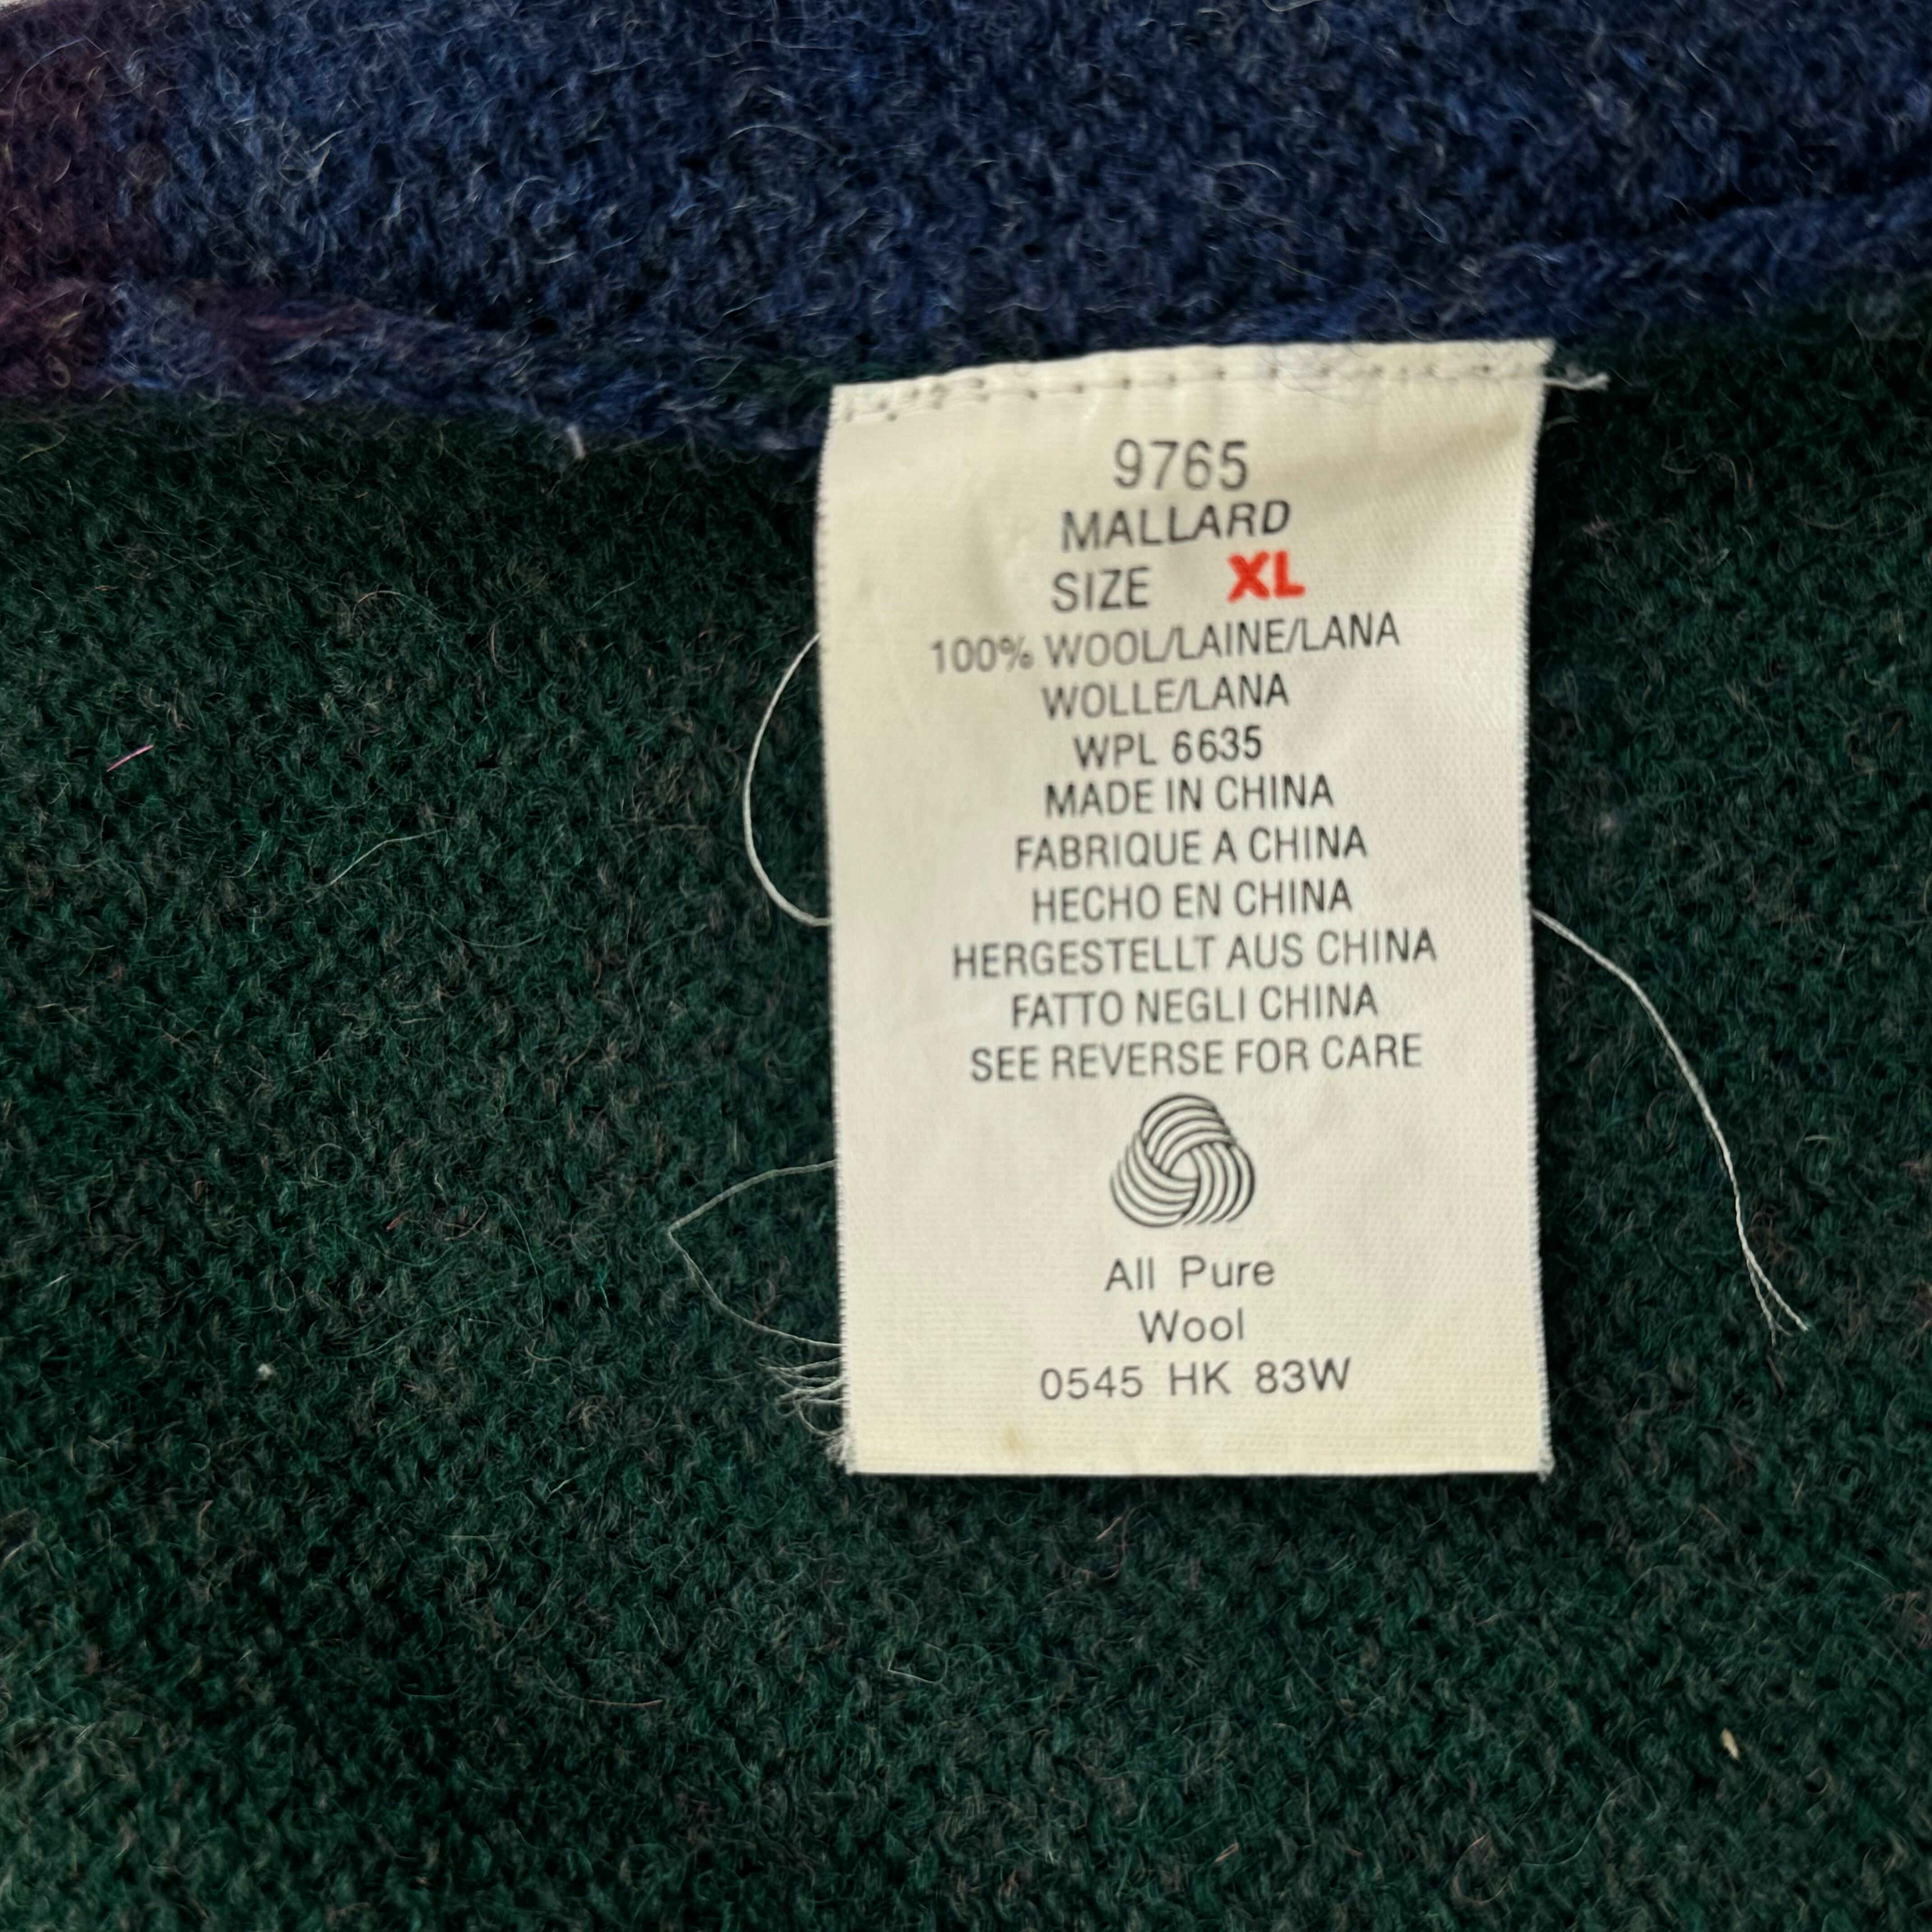 9765
MALLARD
SIZE XL
100% WOOL/LAINE/LANA
WOLLE/LANA
WPL 6635
MADE IN CHINA
FABRIQUE A CHINA
HECHO EN CHINA
HERGESTELLT AUS CHINA
FATTO NEGLI CHINA
SEE REVERSE FOR CARE
All Pure
Wool
0545 HK 83W